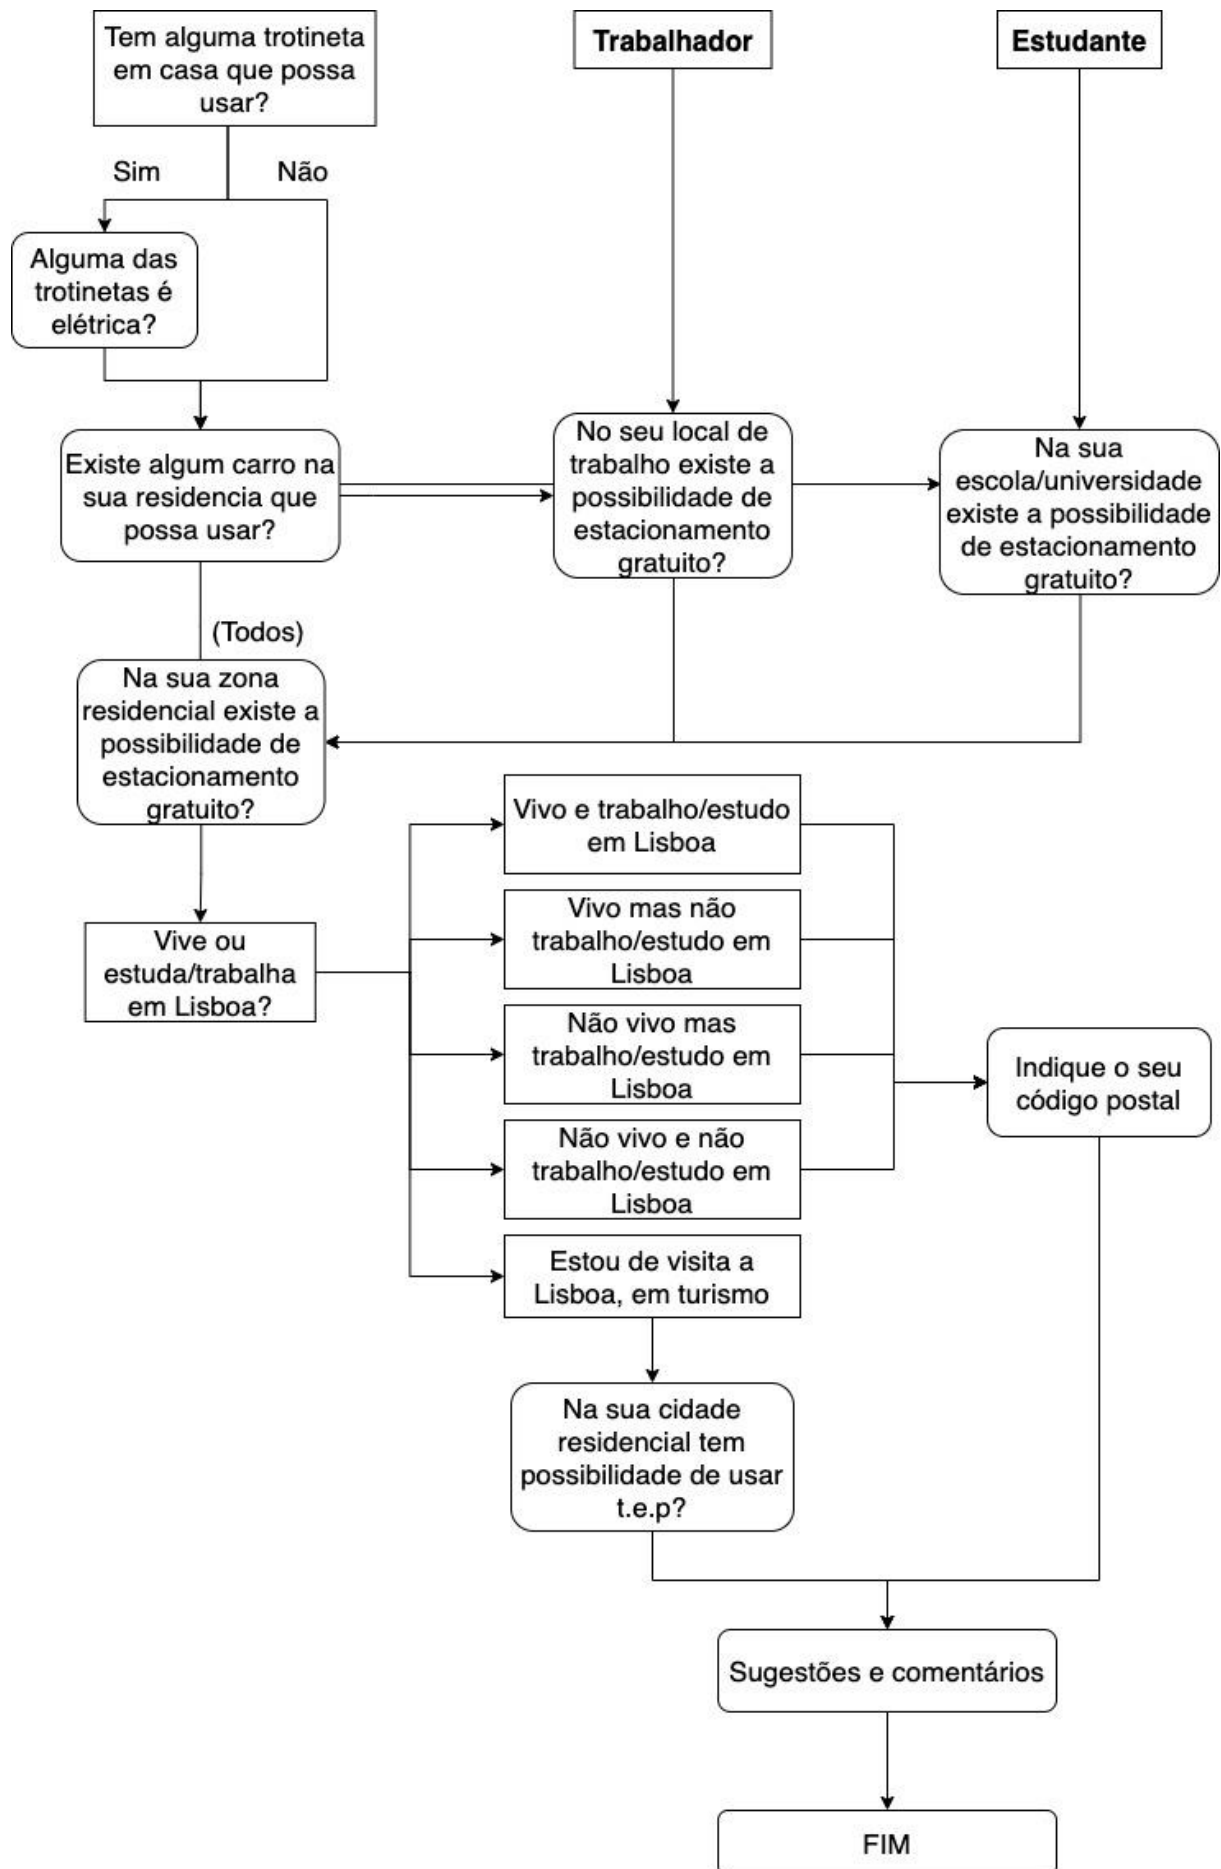 Tem alguma trotineta
em casa que possa
usar?
Trabalhador
Estudante
Sim
Não
Alguma das
trotinetas é
elétrica?
Existe algum carro na
sua residencia que
possa usar?
No seu local de
trabalho existe a
possibilidade de
estacionamento
gratuito?
Na sua
escola/universidade
existe a possibilidade
de estacionamento
gratuito?
(Todos)
Na sua zona
residencial existe a
possibilidade de
estacionamento
gratuito?
Vive ou
estuda/trabalha
em Lisboa?
Vivo e trabalho/estudo
em Lisboa
Vivo mas não
trabalho/estudo em
Lisboa
Não vivo mas
trabalho/estudo em
Lisboa
Não vivo e não
trabalho/estudo em
Lisboa
Estou de visita a
Lisboa, em turismo
Indique o seu
código postal
Na sua cidade
residencial tem
possibilidade de usar
t.e.p?
Sugestões e comentários
FIM